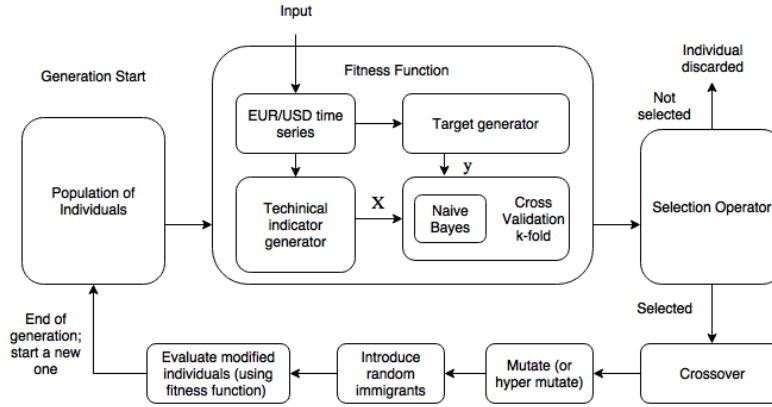 Input
Generation Start
Fitness Function
Individual
discarded
EUR/USD time
series
Target generator
Not
selected
y
Population of
Individuals
Techinical
indicator
generator
X
Naive
Bayes
Cross
Validation
k-fold
Selection Operator
Selected
End of
generation;
start a new
one
Evaluate modified
individuals (using
fitness function)
Introduce
random
immigrants
Mutate (or
hyper mutate)
Crossover